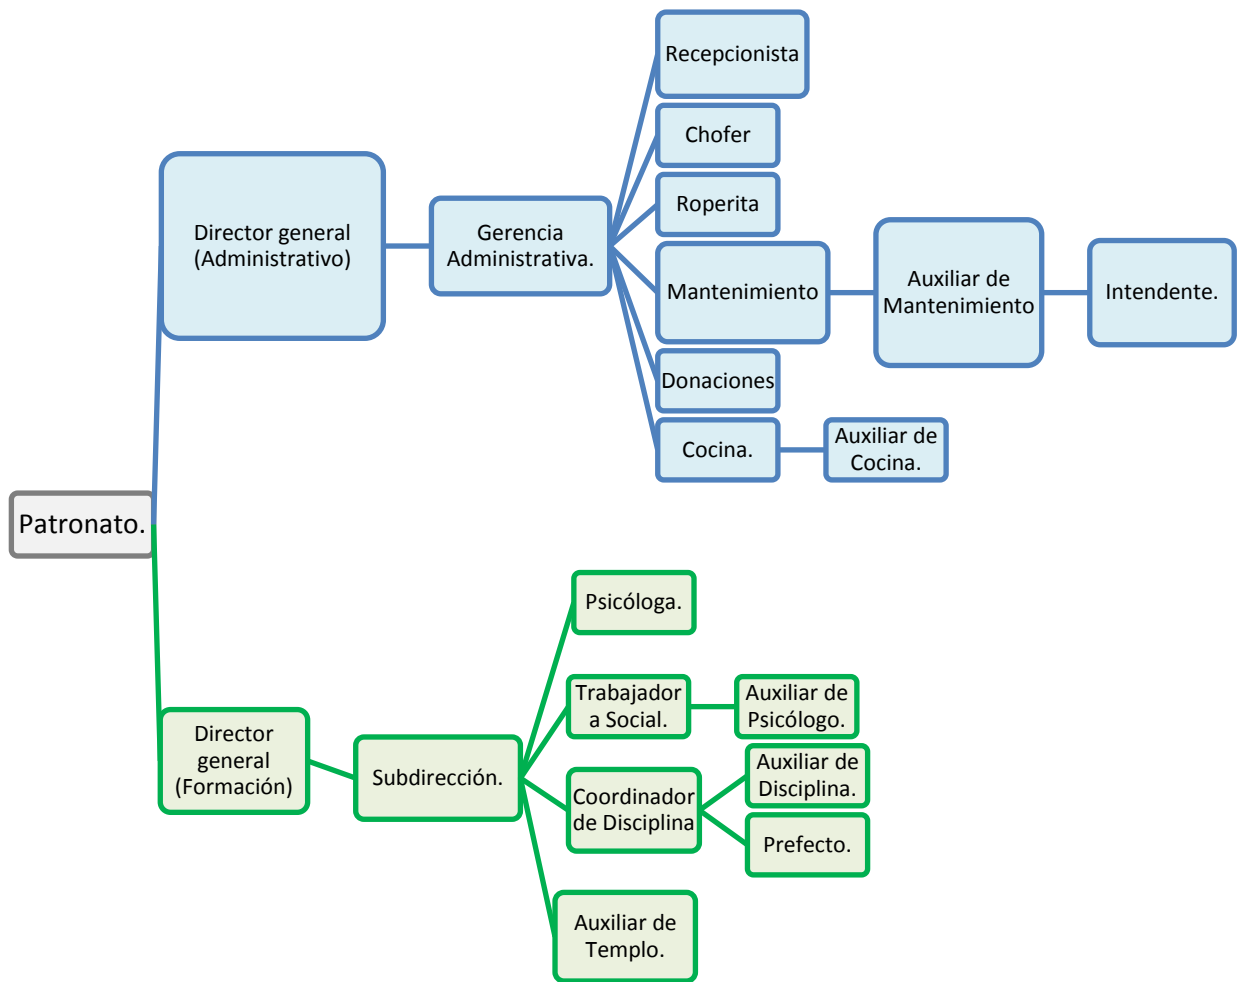 Recepcionista
Chofer
Roperita
Director general
(Administrativo)
Gerencia
Administrativa.
Mantenimiento
Auxiliar de
Mantenimiento
Intendente.
Donaciones
Cocina.
Auxiliar de
Cocina.
Patronato.
Psicóloga.
Trabajador
a Social.
Auxiliar de
Psicólogo.
Director
general
(Formación)
Subdirección.
Coordinador
de Disciplina
Auxiliar de
Disciplina.
Prefecto.
Auxiliar de
Templo.